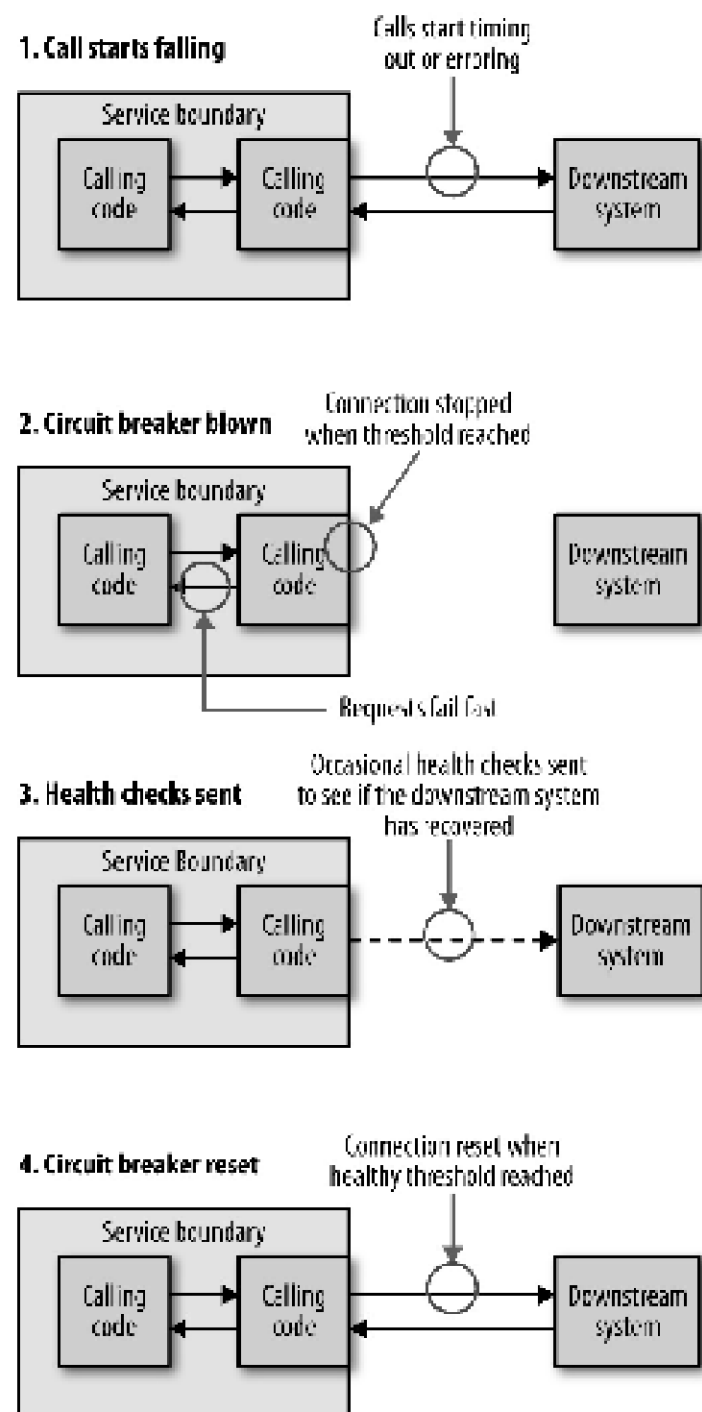 1. Call starts falling
Calls start timing
out or erroring
Service boundary
Calling
code
Calling
code
Downstream
system
2. Circuit breaker blown
Connection stopped
when threshold reached
Service boundary
Calling
code
Calling
code
Downstream
system
Requests fail fast
3. Health checks sent
Occasional health checks sent
to see if the downstream system
has recovered
Service Boundary
Calling
code
Calling
code
Downstream
system
4. Circuit breaker reset
Connection reset when
healthy threshold reached
Service boundary
Calling
code
Calling
code
Downstream
system